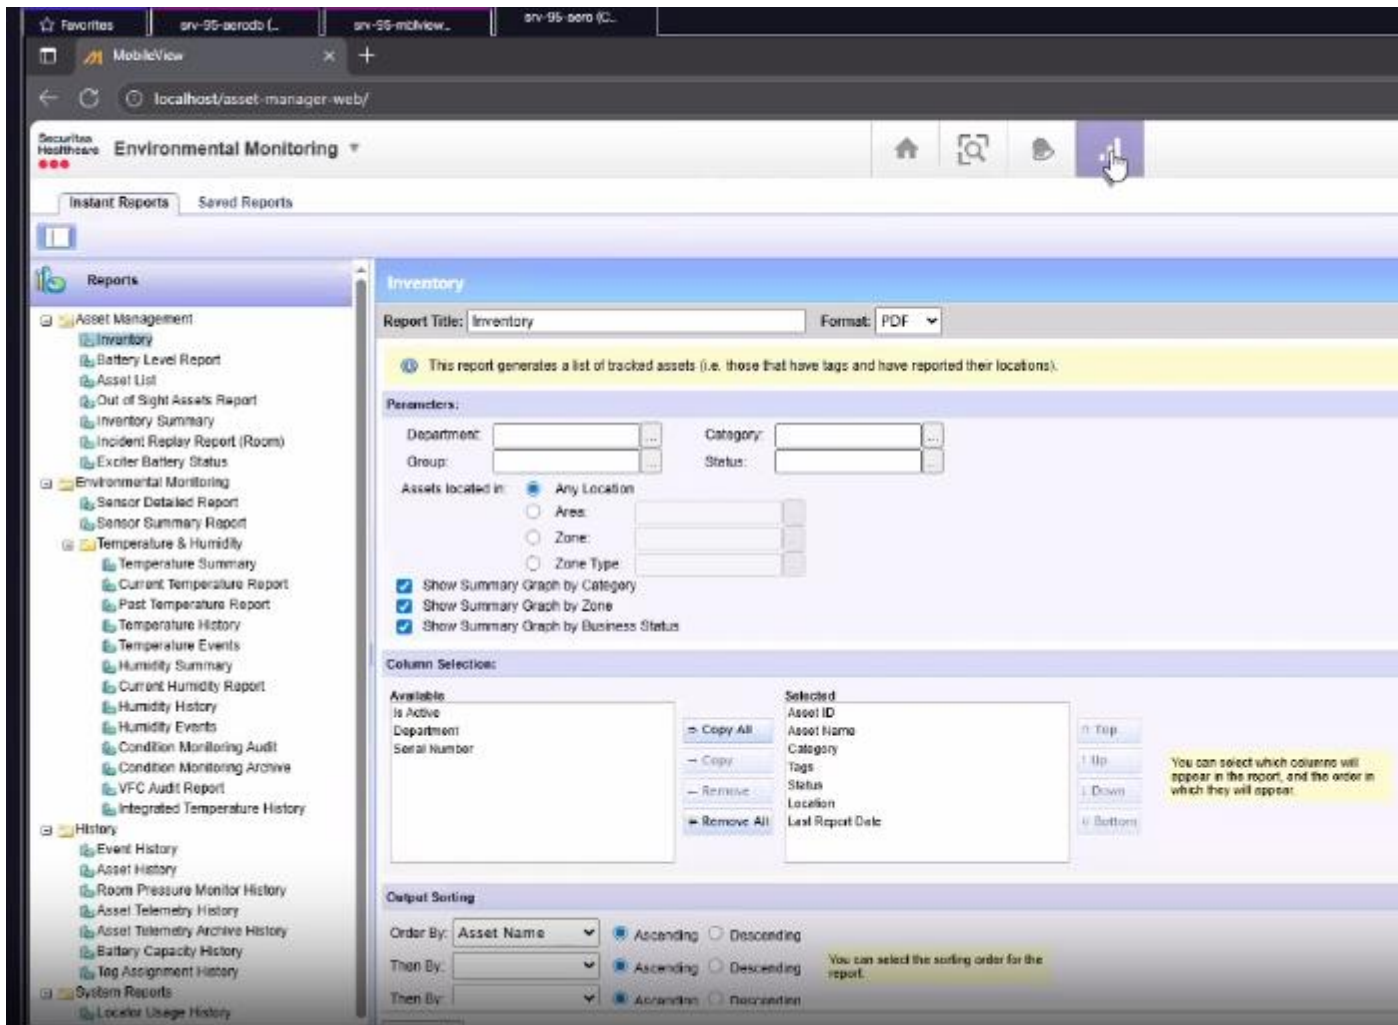 Favorites
srv-95-aerodb (...
srv-95-mblview...
srv-95-aero (C...
MobileView
localhost/asset-manager-web/
Securitas Healthcare
Environmental Monitoring
Instant Reports
Saved Reports
Reports
Asset Management
Inventory
Battery Level Report
Asset List
Out of Sight Assets Report
Inventory Summary
Incident Replay Report (Room)
Exciter Battery Status
Environmental Monitoring
Sensor Detailed Report
Sensor Summary Report
Temperature & Humidity
Temperature Summary
Current Temperature Report
Past Temperature Report
Temperature History
Temperature Events
Humidity Summary
Current Humidity Report
Humidity History
Humidity Events
Condition Monitoring Audit
Condition Monitoring Archive
VFC Audit Report
Integrated Temperature History
History
Event History
Asset History
Room Pressure Monitor History
Asset Telemetry History
Asset Telemetry Archive History
Battery Capacity History
Tag Assignment History
System Reports
Locator Usage History
Inventory
Report Title: Inventory
Format: PDF
This report generates a list of tracked assets (i.e. those that have tags and have reported their locations).
Parameters:
Department: ...
Category: ...
Group: ...
Status: ...
Assets located in: Any Location
Area:
Zone:
Zone Type
Show Summary Graph by Category
Show Summary Graph by Zone
Show Summary Graph by Business Status
Column Selection:
Available
Is Active
Department
Serial Number
Copy All
Copy
Remove
Remove All
Selected
Asset ID
Asset Name
Category
Tags
Status
Location
Last Report Date
Top
Up
Down
Bottom
You can select which columns will
appear in the report, and the order in
which they will appear.
Output Sorting
Order By: Asset Name Ascending Descending
Then By: Ascending Descending
Then By: Ascending Descending
You can select the sorting order for the
report.